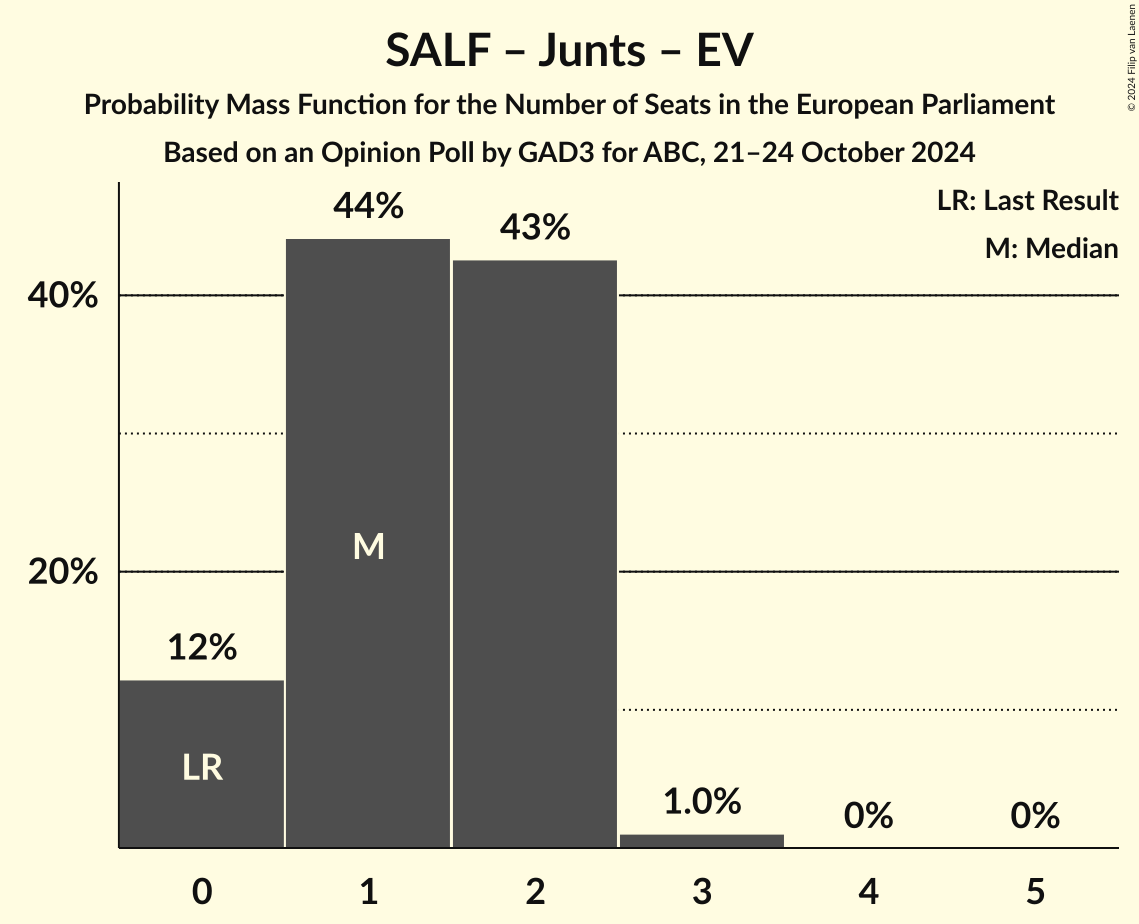 SALF – Junts – EV
Probability Mass Function for the Number of Seats in the European Parliament
Based on an Opinion Poll by GAD3 for ABC, 21–24 October 2024
© 2024 Filip van Laenen
LR: Last Result
M: Median
44%
43%
40%
M
20%
12%
LR
1.0%
0%
0%
0 1 2 3 4 5